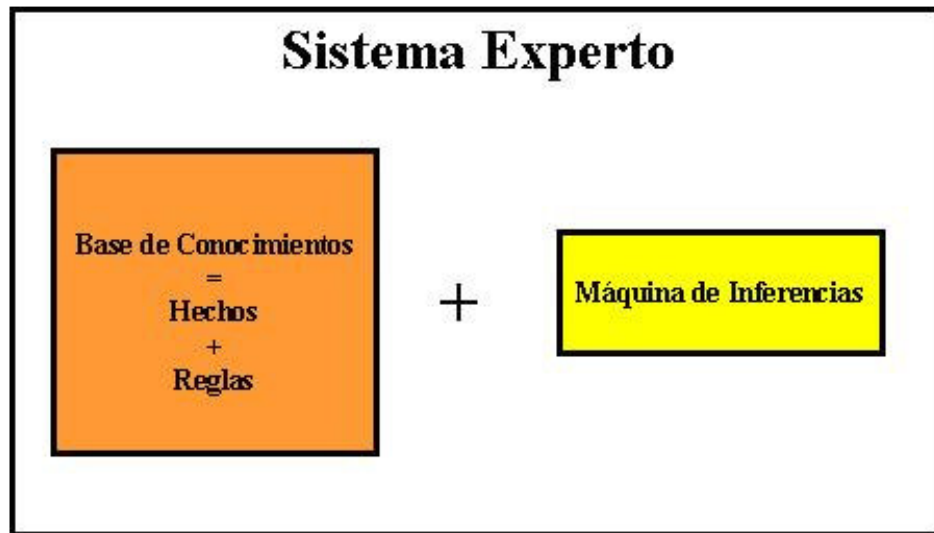 Sistema Experto
Base de Conocimientos
=
Hechos
+
Reglas
+
Máquina de Inferencias